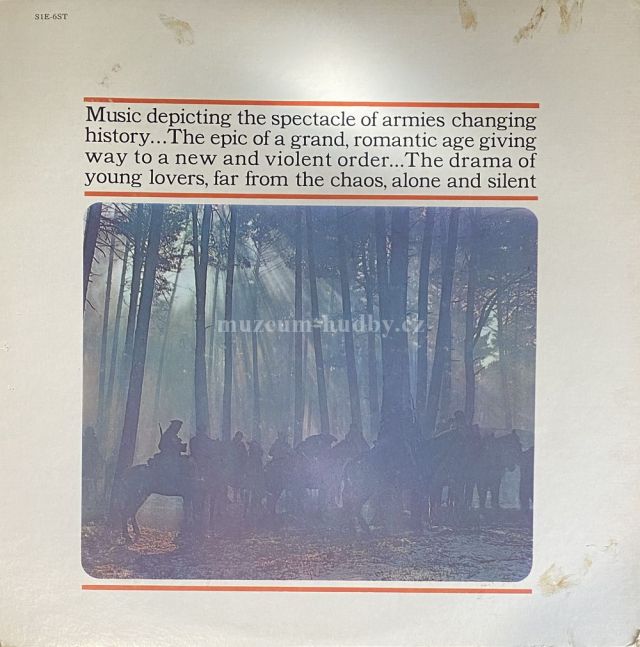 S1E-6ST
Music depicting the spectacle of armies changing
history...The epic of a grand, romantic age giving
way to a new and violent order...The drama of
young lovers, far from the chaos, alone and silent
muzeum-hudby.cz